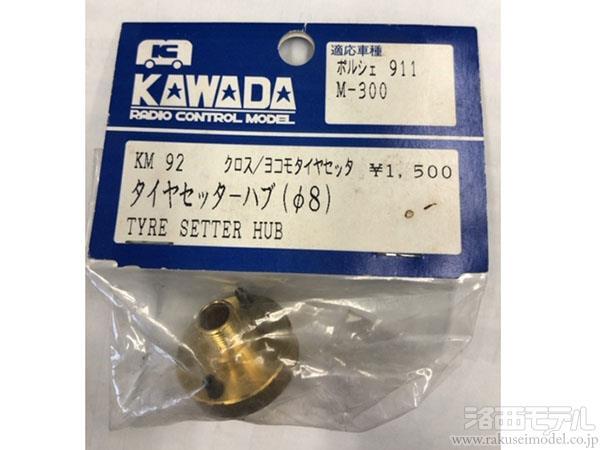 KAWADA
RADIO CONTROL MODEL
適応車種
ポルシェ 911
M-300
KM 92 クロス/ヨコモタイヤセッタ ¥1,500
タイヤセッターハブ(φ8)
TYRE SETTER HUB
洛西モデル
www.rakuseimodel.co.jp